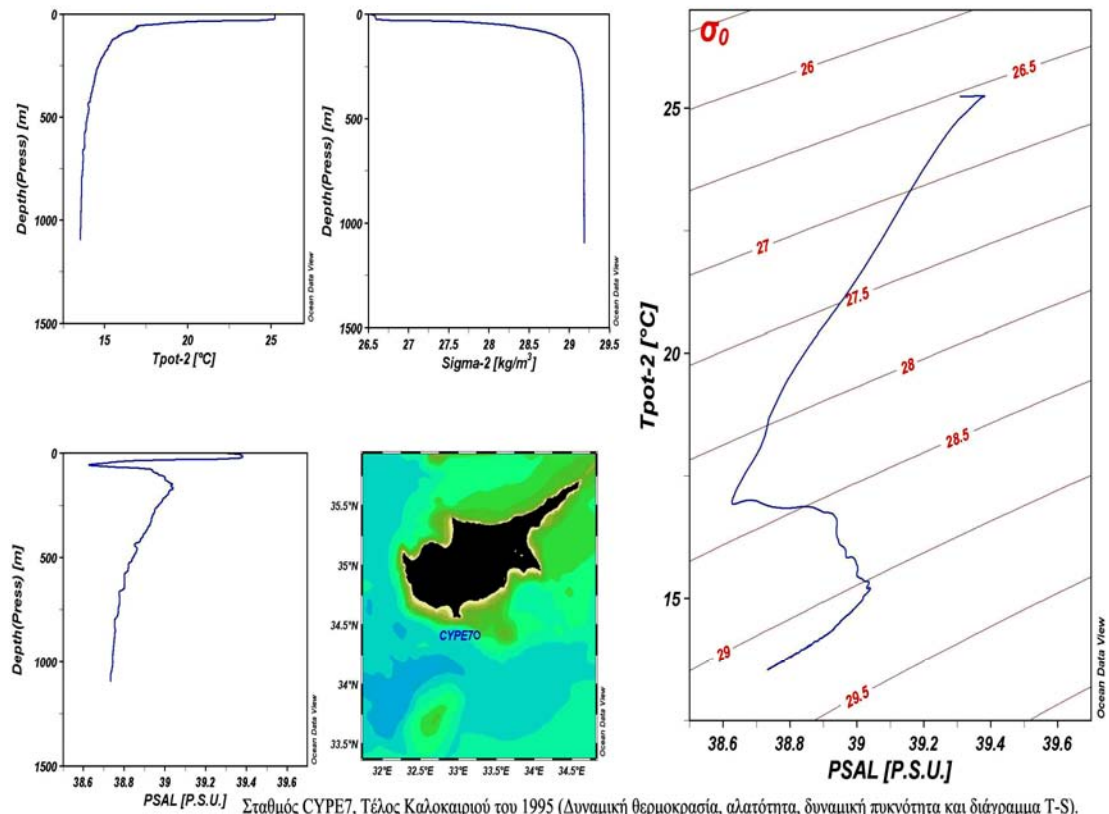 0
500
1000
1500
Depth(Press) [m]
15 20 25
Tpot-2 [°C]
Ocean Data View
0
500
1000
1500
Depth(Press) [m]
26.5 27 27.5 28 28.5 29 29.5
Sigma-2 [kg/m³]
Ocean Data View
σ₀
26
26.5
27
27.5
28
28.5
29
29.5
25
20
15
Tpot-2 [°C]
38.6 38.8 39 39.2 39.4 39.6
PSAL [P.S.U.]
Ocean Data View
0
500
1000
1500
Depth(Press) [m]
38.6 38.8 39 39.2 39.4 39.6
PSAL [P.S.U.]
Ocean Data View
35.5°N
35°N
34.5°N
34°N
33.5°N
CYPE7
32°E 32.5°E 33°E 33.5°E 34°E 34.5°E
Ocean Data View
Σταθμός CYPE7, Τέλος Καλοκαιριού του 1995 (Δυναμική θερμοκρασία, αλατότητα, δυναμική πυκνότητα και διάγραμμα T-S).